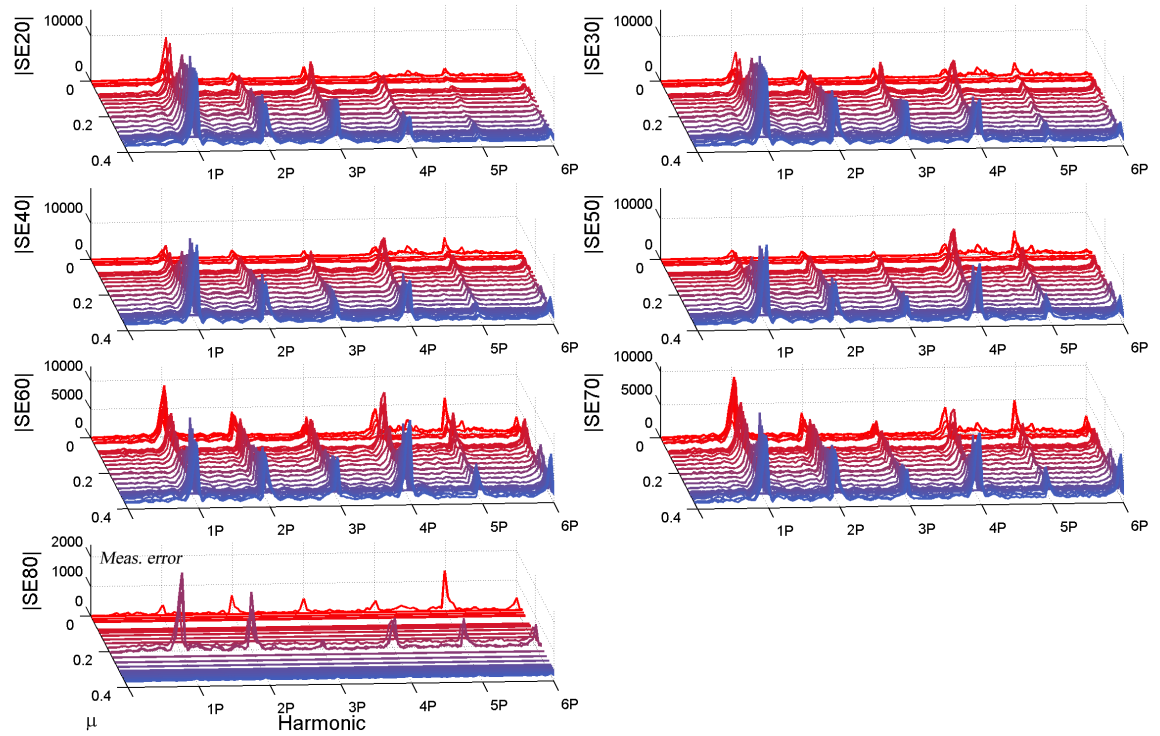 |SE20|
10000
0
0
0.2
0.4
1P
2P
3P
4P
5P
6P
|SE30|
10000
0
0
0.2
0.4
1P
2P
3P
4P
5P
6P
|SE40|
10000
0
0
0.2
0.4
1P
2P
3P
4P
5P
6P
|SE50|
10000
0
0
0.2
0.4
1P
2P
3P
4P
5P
6P
|SE60|
10000
5000
0
0
0.2
0.4
1P
2P
3P
4P
5P
6P
|SE70|
10000
5000
0
0
0.2
0.4
1P
2P
3P
4P
5P
6P
|SE80|
2000
1000
0
0
0.2
0.4
Meas. error
1P
2P
3P
4P
5P
6P
μ
Harmonic